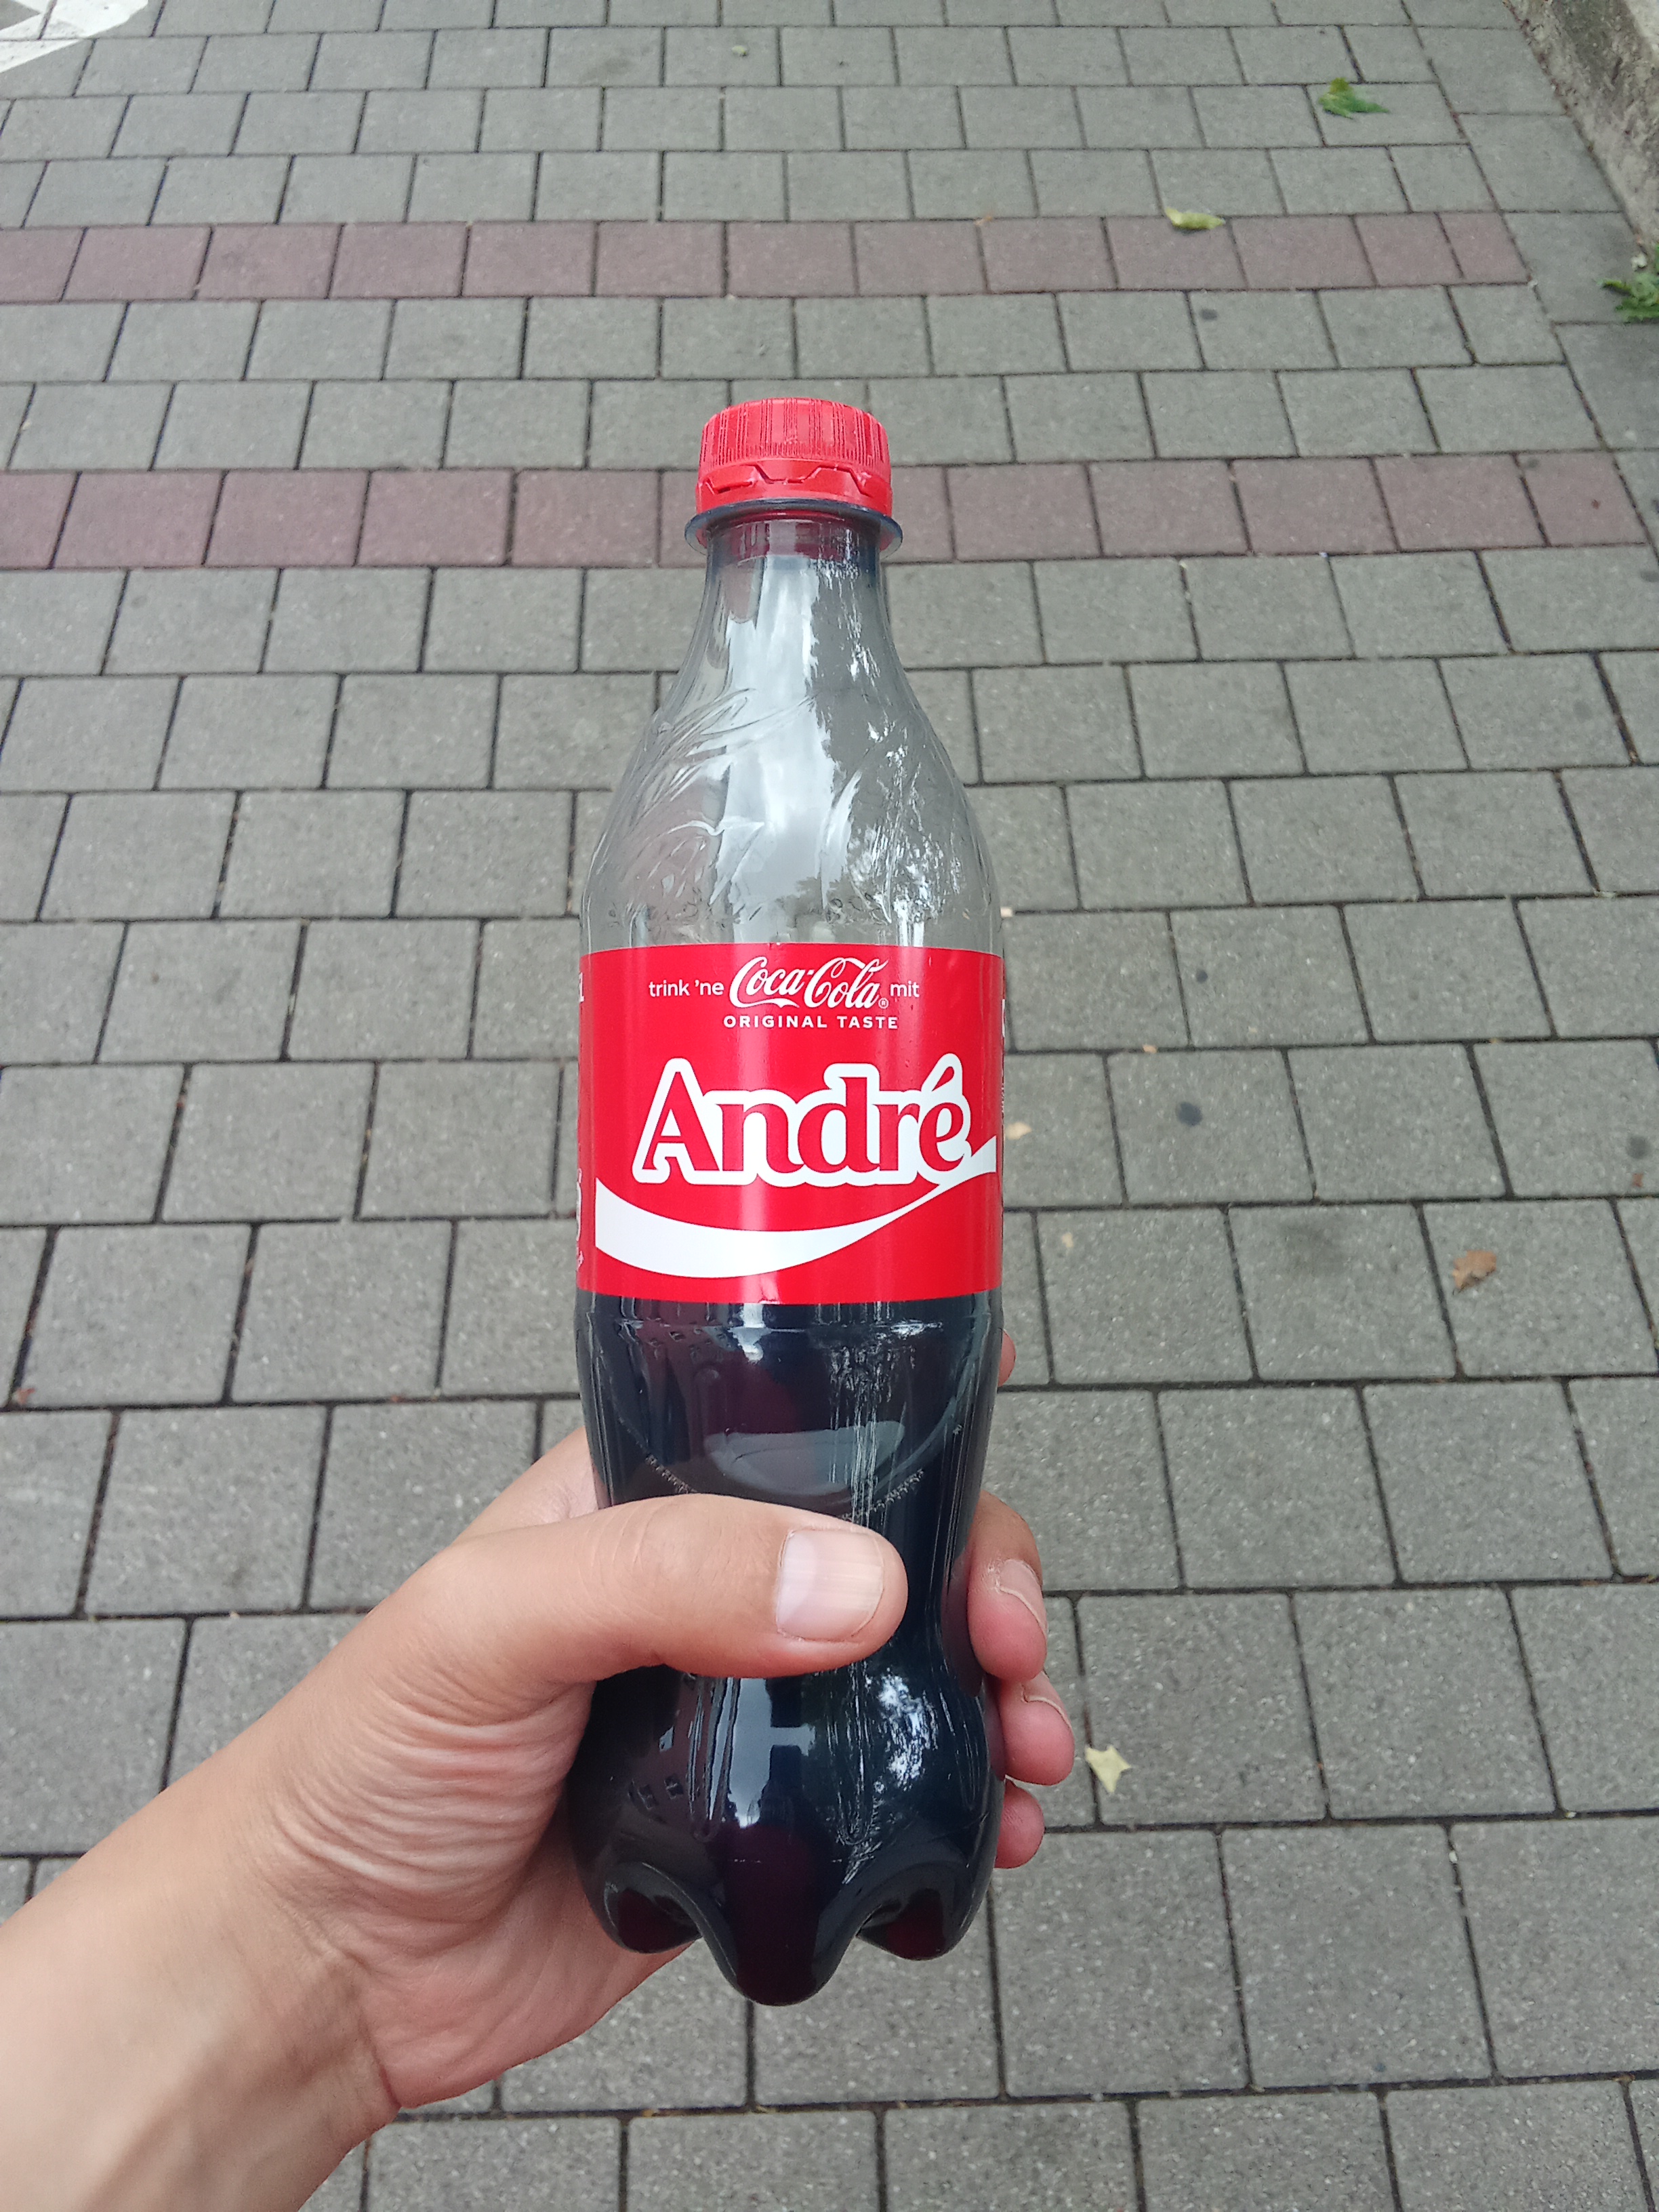 trink 'ne Coca-Cola® mit
ORIGINAL TASTE
André